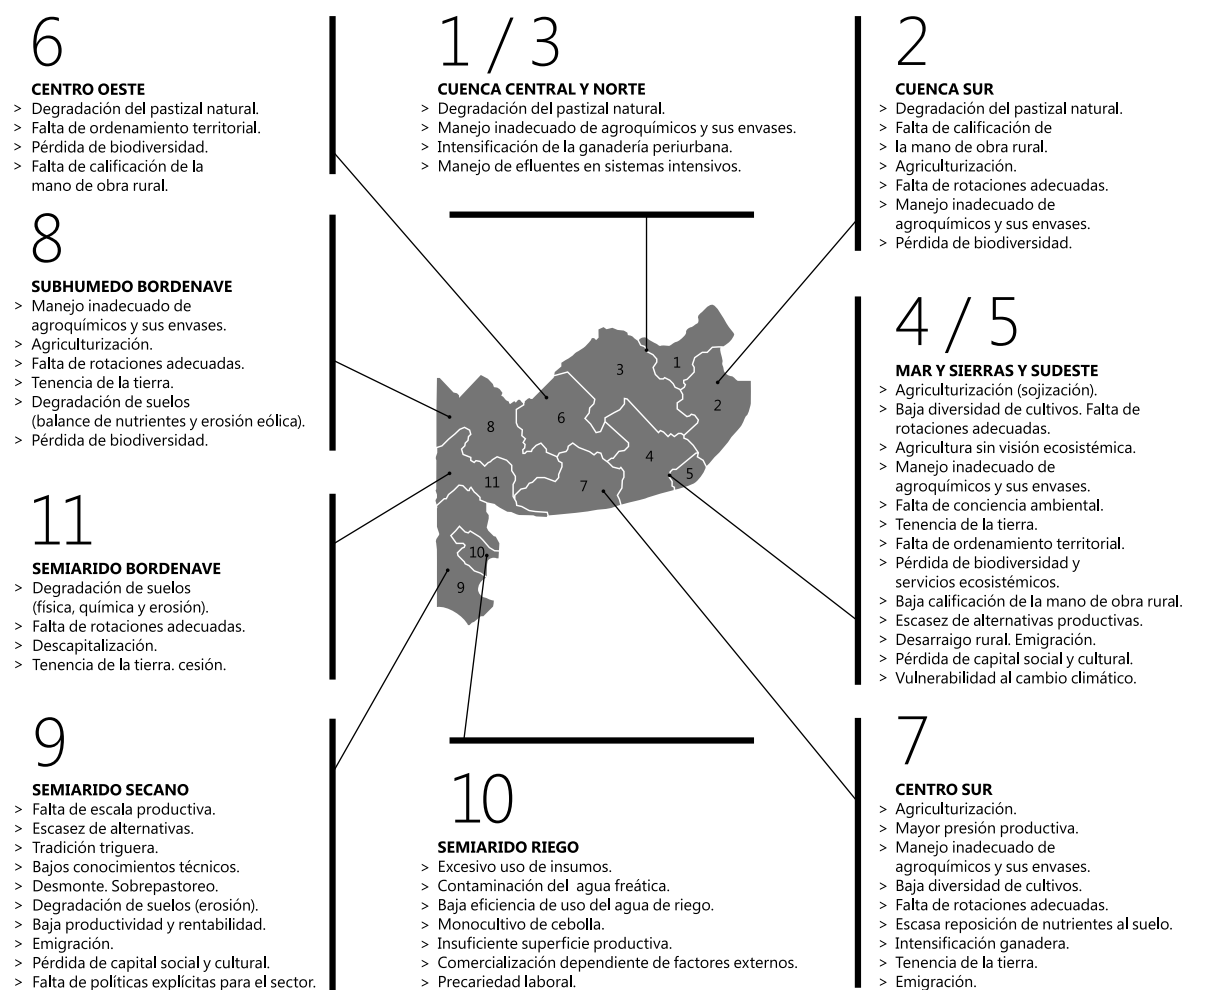 6
CENTRO OESTE
> Degradación del pastizal natural.
> Falta de ordenamiento territorial.
> Pérdida de biodiversidad.
> Falta de calificación de la
mano de obra rural.
8
SUBHUMEDO BORDENAVE
> Manejo inadecuado de
agroquímicos y sus envases.
> Agriculturización.
> Falta de rotaciones adecuadas.
> Tenencia de la tierra.
> Degradación de suelos
(balance de nutrientes y erosión eólica).
> Pérdida de biodiversidad.
11
SEMIARIDO BORDENAVE
> Degradación de suelos
(física, química y erosión).
> Falta de rotaciones adecuadas.
> Descapitalización.
> Tenencia de la tierra. cesión.
9
SEMIARIDO SECANO
> Falta de escala productiva.
> Escasez de alternativas.
> Tradición triguera.
> Bajos conocimientos técnicos.
> Desmonte. Sobrepastoreo.
> Degradación de suelos (erosión).
> Baja productividad y rentabilidad.
> Emigración.
> Pérdida de capital social y cultural.
> Falta de políticas explícitas para el sector.
1 / 3
CUENCA CENTRAL Y NORTE
> Degradación del pastizal natural.
> Manejo inadecuado de agroquímicos y sus envases.
> Intensificación de la ganadería periurbana.
> Manejo de efluentes en sistemas intensivos.
1
3
2
6
8
4
5
7
11
10
9
10
SEMIARIDO RIEGO
> Excesivo uso de insumos.
> Contaminación del agua freática.
> Baja eficiencia de uso del agua de riego.
> Monocultivo de cebolla.
> Insuficiente superficie productiva.
> Comercialización dependiente de factores externos.
> Precariedad laboral.
2
CUENCA SUR
> Degradación del pastizal natural.
> Falta de calificación de
> la mano de obra rural.
> Agriculturización.
> Falta de rotaciones adecuadas.
> Manejo inadecuado de
agroquímicos y sus envases.
> Pérdida de biodiversidad.
4 / 5
MAR Y SIERRAS Y SUDESTE
> Agriculturización (sojización).
> Baja diversidad de cultivos. Falta de
rotaciones adecuadas.
> Agricultura sin visión ecosistémica.
> Manejo inadecuado de
agroquímicos y sus envases.
> Falta de conciencia ambiental.
> Tenencia de la tierra.
> Falta de ordenamiento territorial.
> Pérdida de biodiversidad y
servicios ecosistémicos.
> Baja calificación de la mano de obra rural.
> Escasez de alternativas productivas.
> Desarraigo rural. Emigración.
> Pérdida de capital social y cultural.
> Vulnerabilidad al cambio climático.
7
CENTRO SUR
> Agriculturización.
> Mayor presión productiva.
> Manejo inadecuado de
agroquímicos y sus envases.
> Baja diversidad de cultivos.
> Falta de rotaciones adecuadas.
> Escasa reposición de nutrientes al suelo.
> Intensificación ganadera.
> Tenencia de la tierra.
> Emigración.